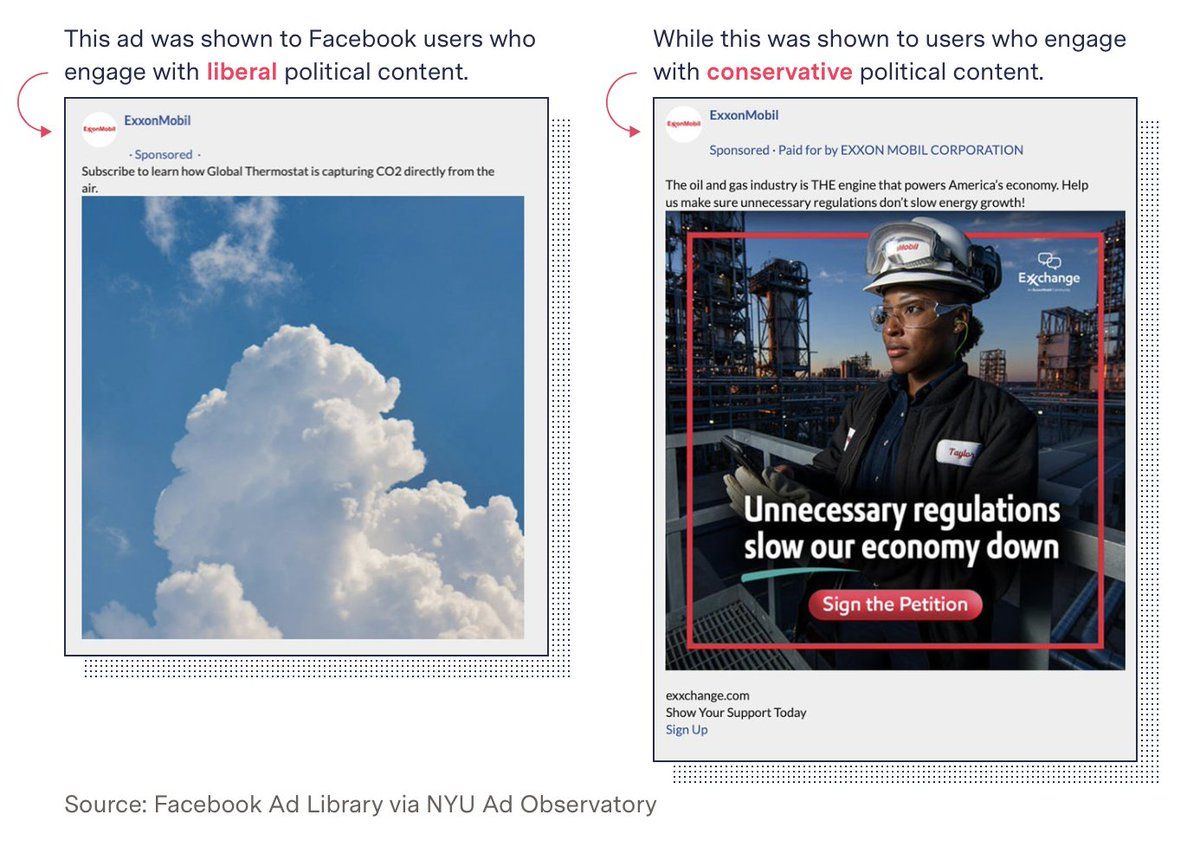 This ad was shown to Facebook users who
engage with liberal political content.
ExxonMobil
ExxonMobil
· Sponsored ·
Subscribe to learn how Global Thermostat is capturing CO2 directly from the
air.
While this was shown to users who engage
with conservative political content.
ExxonMobil
ExxonMobil
Sponsored · Paid for by EXXON MOBIL CORPORATION
The oil and gas industry is THE engine that powers America's economy. Help
us make sure unnecessary regulations don't slow energy growth!
Mobil
Exxchange
Taylor
Unnecessary regulations
slow our economy down
Sign the Petition
exxchange.com
Show Your Support Today
Sign Up
Source: Facebook Ad Library via NYU Ad Observatory